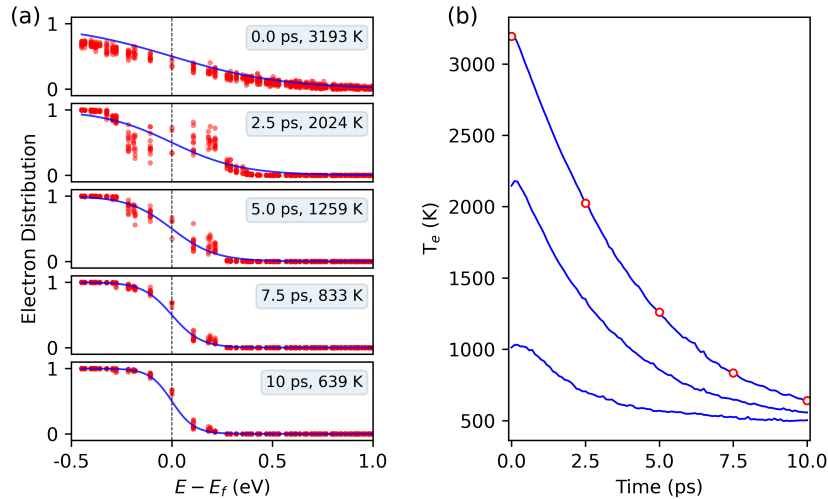 (a)
0.0 ps, 3193 K
1
0
2.5 ps, 2024 K
1
0
5.0 ps, 1259 K
1
0
7.5 ps, 833 K
1
0
10 ps, 639 K
1
0
Electron Distribution
-0.5 0.0 0.5 1.0
E − E_f (eV)
(b)
3000
2500
2000
1500
1000
500
T_e (K)
0.0 2.5 5.0 7.5 10.0
Time (ps)